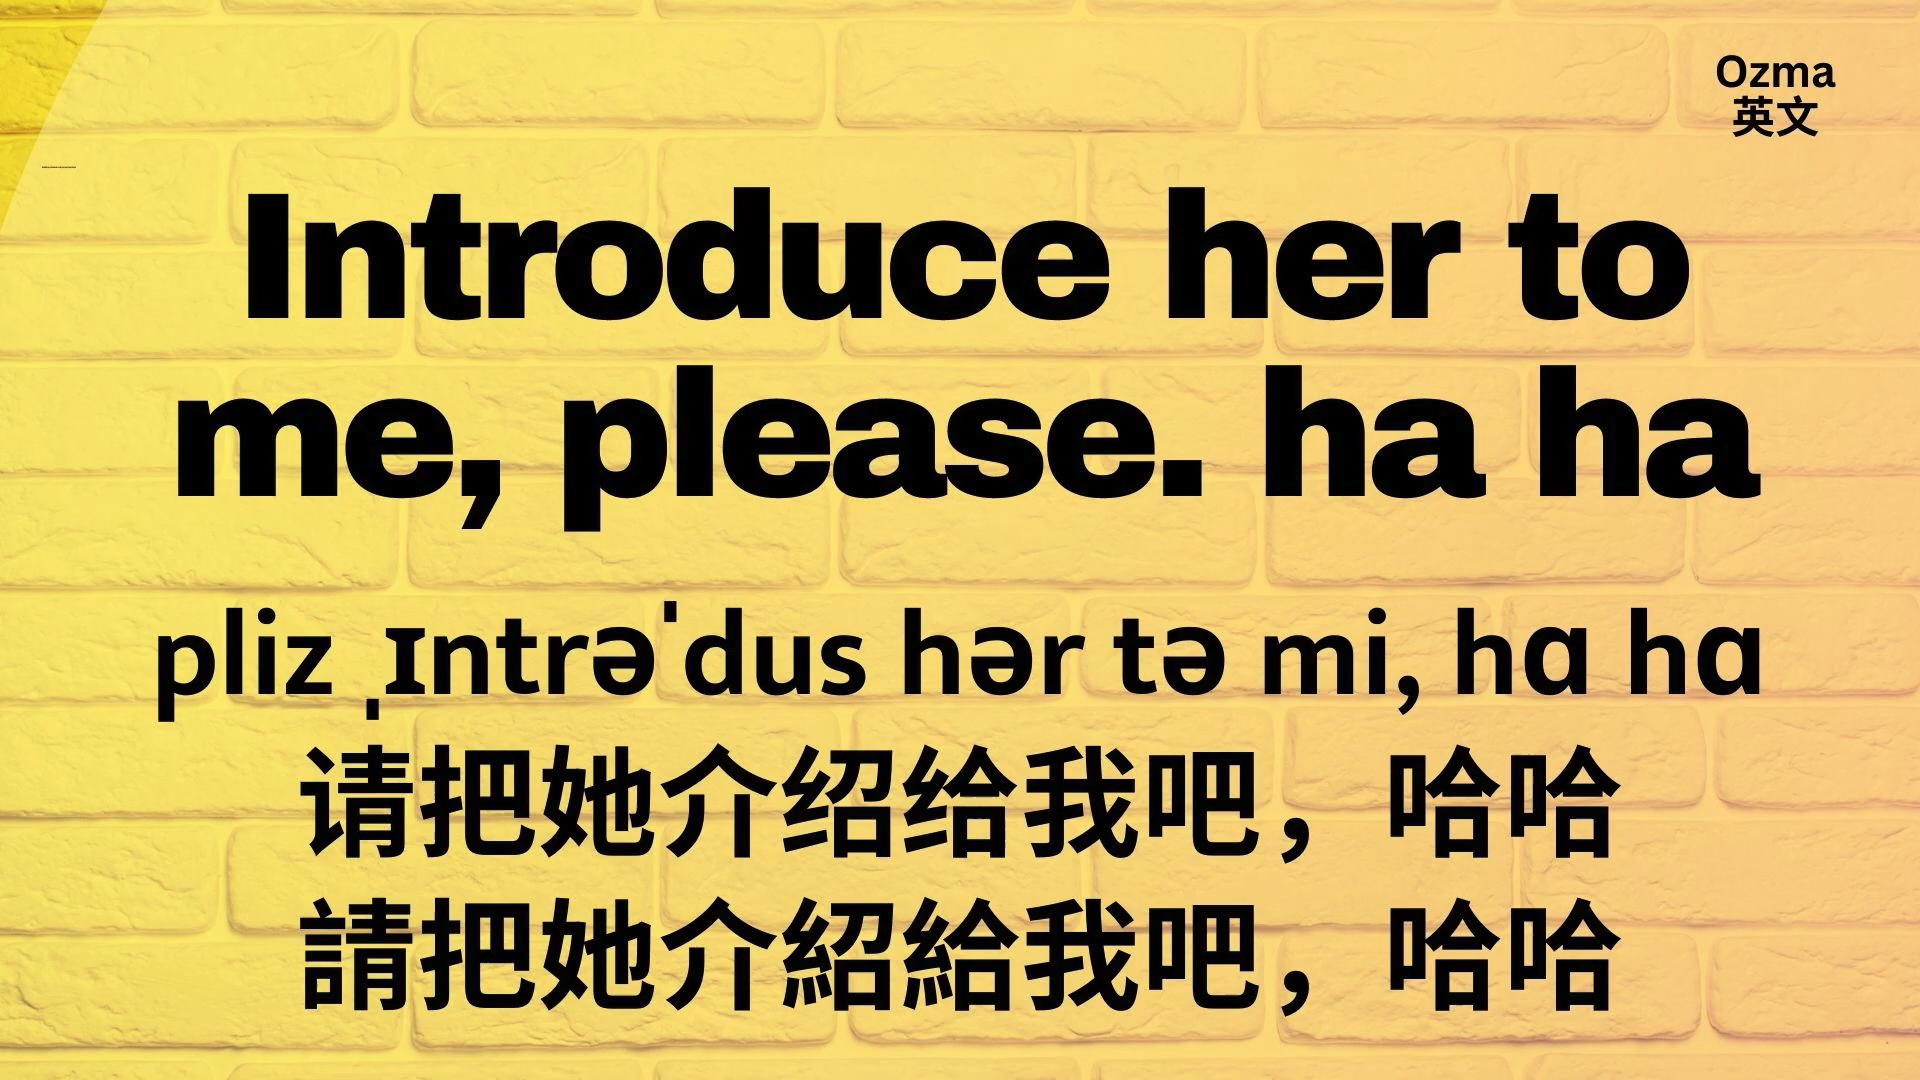 Ozma
英文
Introduce her to
me, please. ha ha
pliz ˌɪntrəˈdus hər tə mi, hɑ hɑ
请把她介绍给我吧，哈哈
請把她介紹給我吧，哈哈